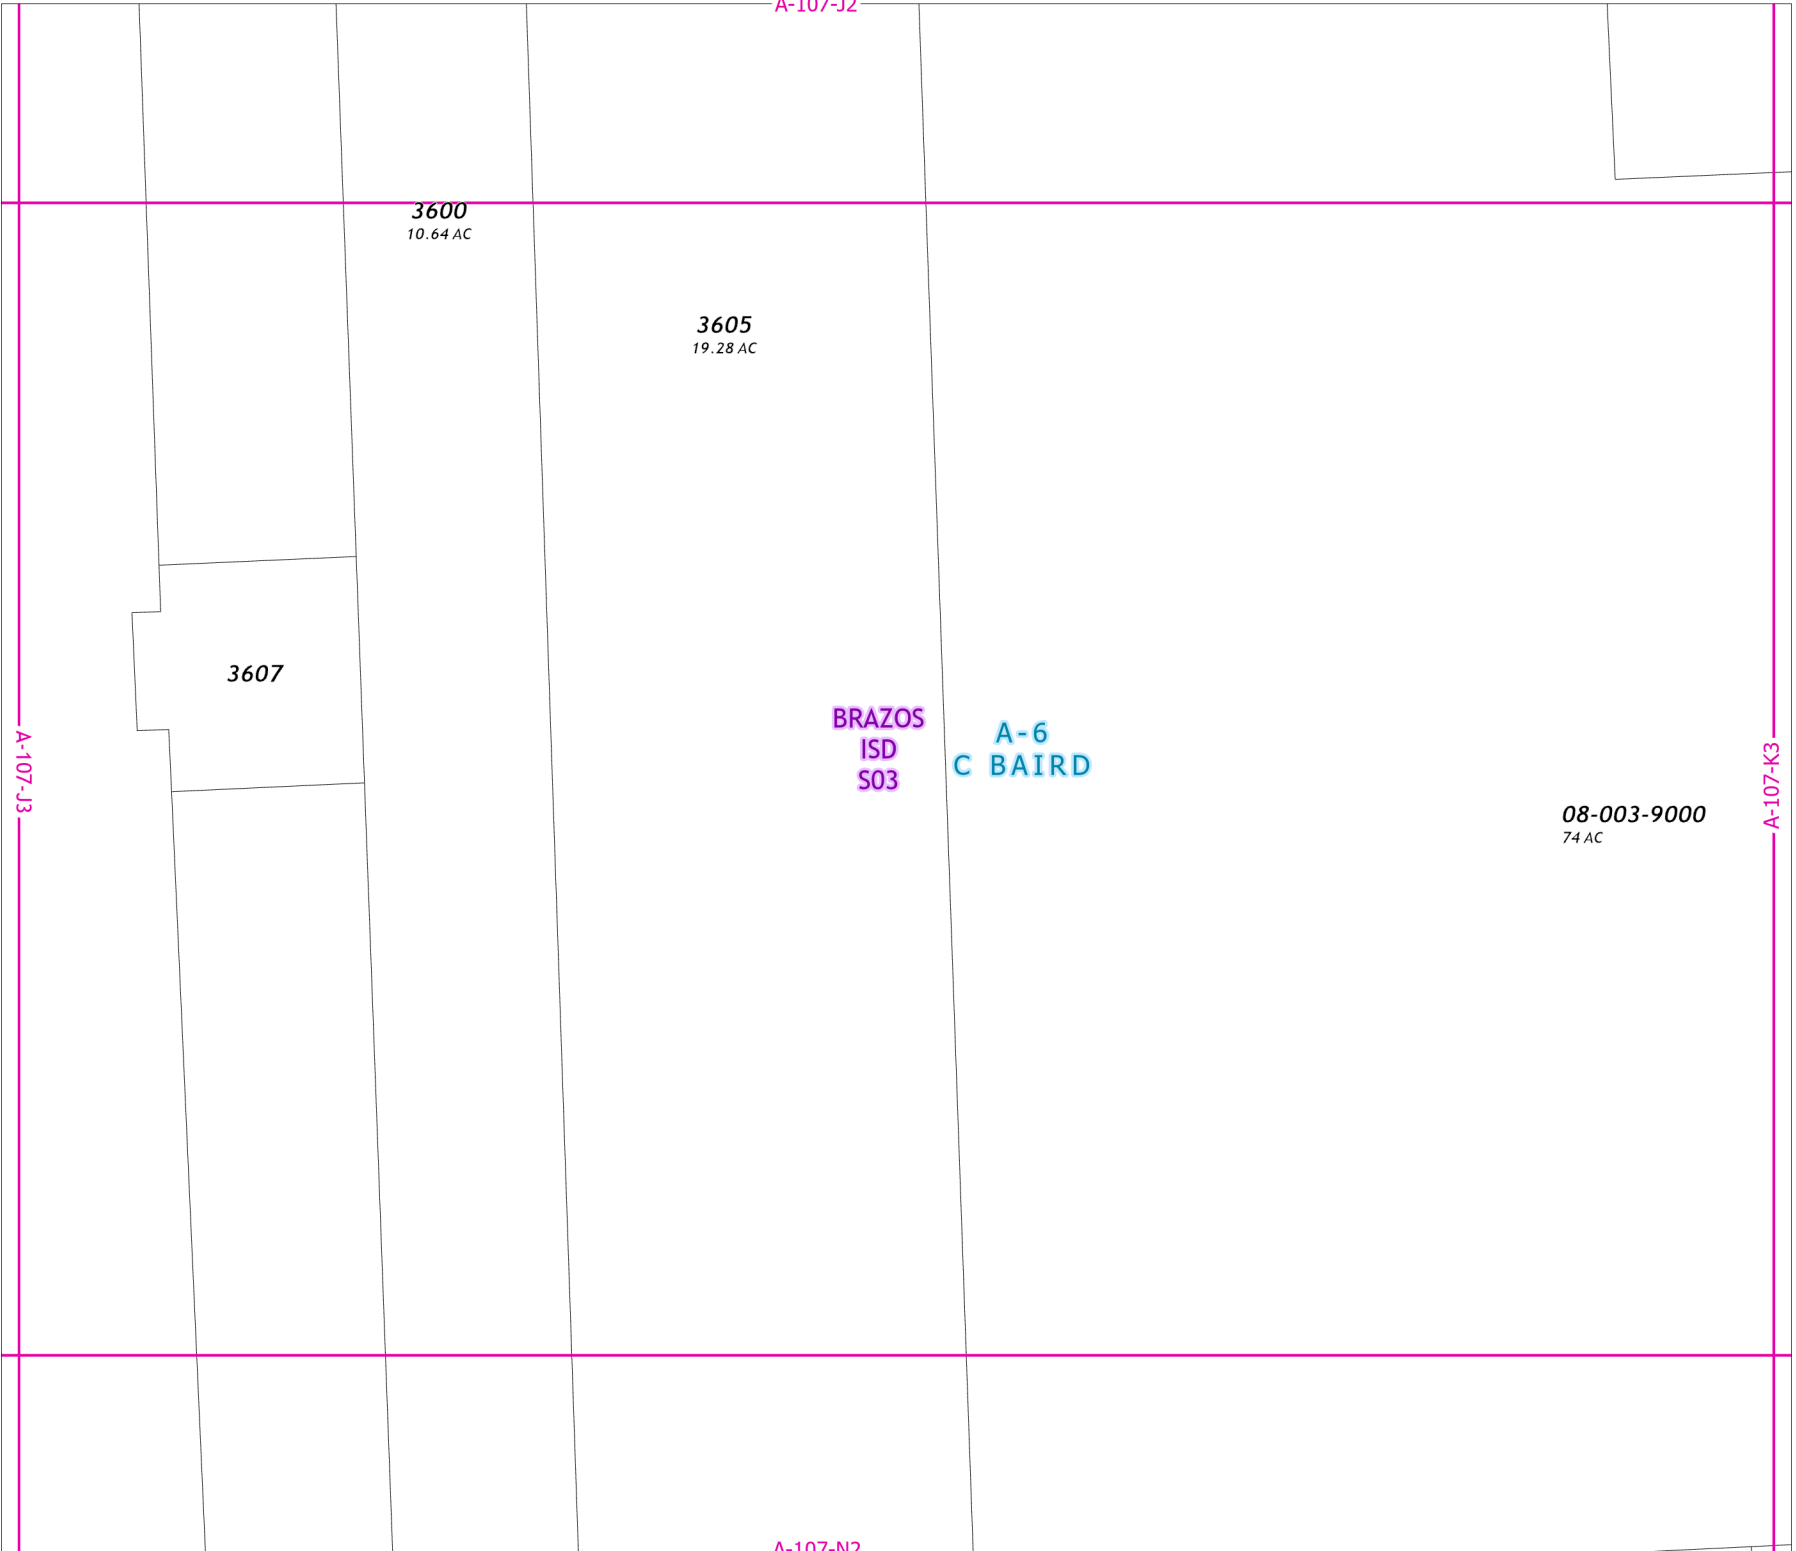 A-107-J2
3600
10.64 AC
3605
19.28 AC
3607
BRAZOS
ISD
S03
A-6
C BAIRD
A-107-J3
A-107-K3
08-003-9000
74 AC
A-107-N2